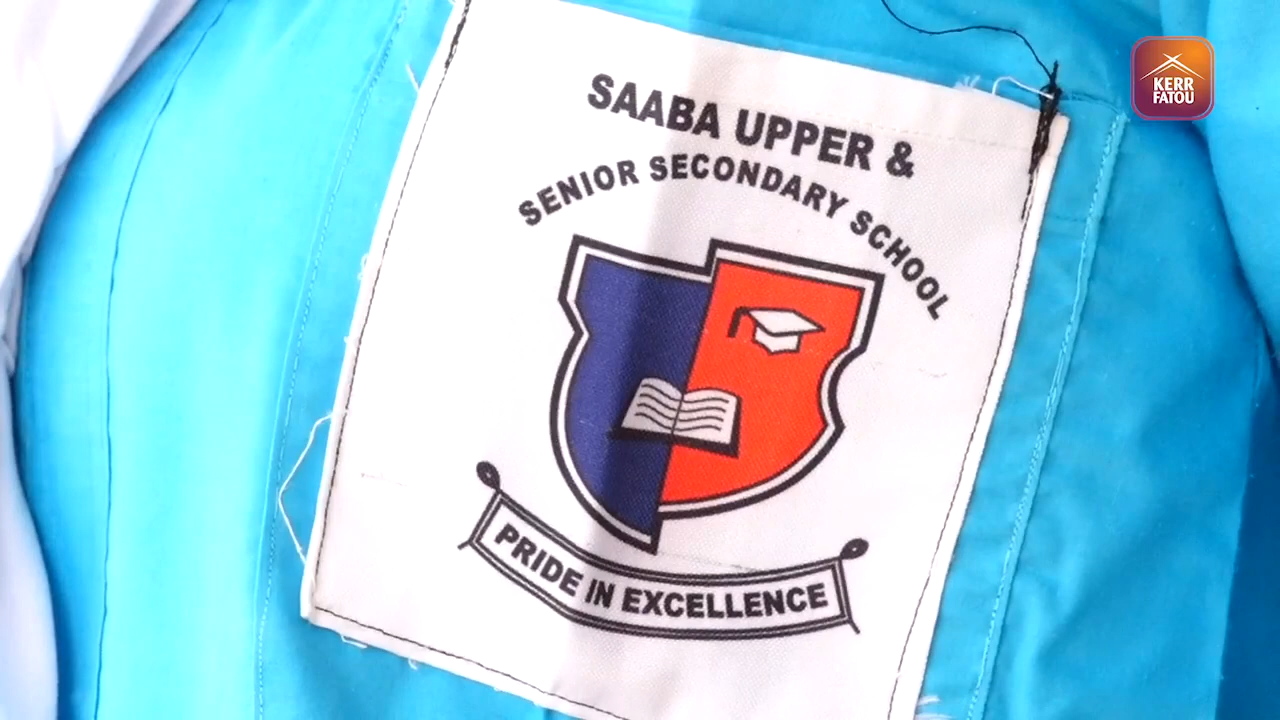 SAABA UPPER &
SENIOR SECONDARY SCHOOL
PRIDE IN EXCELLENCE
KERR
FATOU